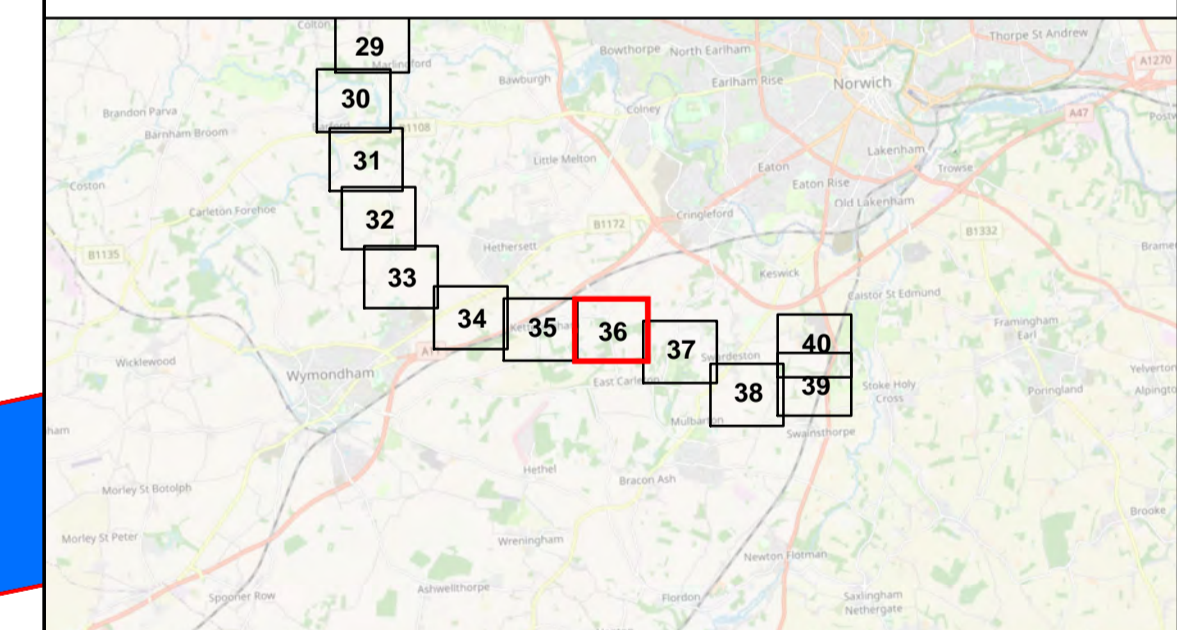 Colton
Thorpe St Andrew
29
Bowthorpe
North Earlham
Marlingford
A1270
Bawburgh
Earlham Rise
Norwich
30
Brandon Parva
Colney
A47
B1108
Barnham Broom
Lakenham
31
Little Melton
Eaton
Trowse
Coston
Eaton Rise
Old Lakenham
Carleton Forehoe
32
Cringleford
B1172
B1332
Hethersett
B1135
33
Keswick
Caistor St Edmund
34
35
36
Framingham
Earl
37
40
A11
Swardeston
Wymondham
Wymondham
East Carleton
38
39
Stoke Holy
Cross
Poringland
Wicklewood
Mulbarton
Swainsthorpe
Hethel
Bracon Ash
Morley St Botolph
Brooke
Morley St Peter
Wreningham
Newton Flotman
Ashwellthorpe
Spooner Row
Flordon
Saxlingham
Nethergate